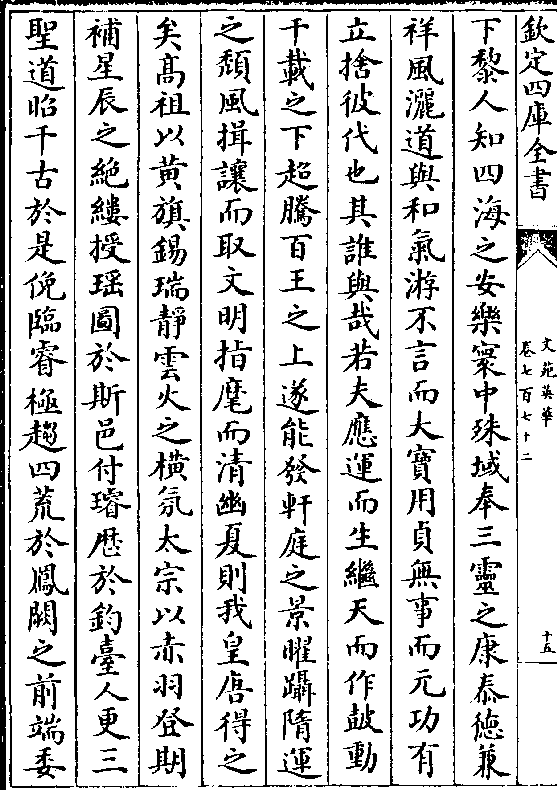 欽定四庫全書
文苑英華
卷七百七十二
十五
下黎人知四海之安樂寰中珠域奉三靈之康泰徳兼
祥風灑道與和氣游不言而大寶用貞無事而元功有
立捨彼代也其誰與哉若夫應運而生繼天而作鼓動
千載之下超騰百王之上遂能發軒庭之景曜躡隋運
之頽風揖讓而取文明指麾而清幽夏則我皇唐得之
矣髙祖以黄旗錫瑞靜雲火之橫氛太宗以赤羽登期
補星辰之絶縷授瑶圖於斯邑付璿厯於釣臺人更三
聖道昭千古於是俛臨睿極趨四荒於鳳闕之前端委